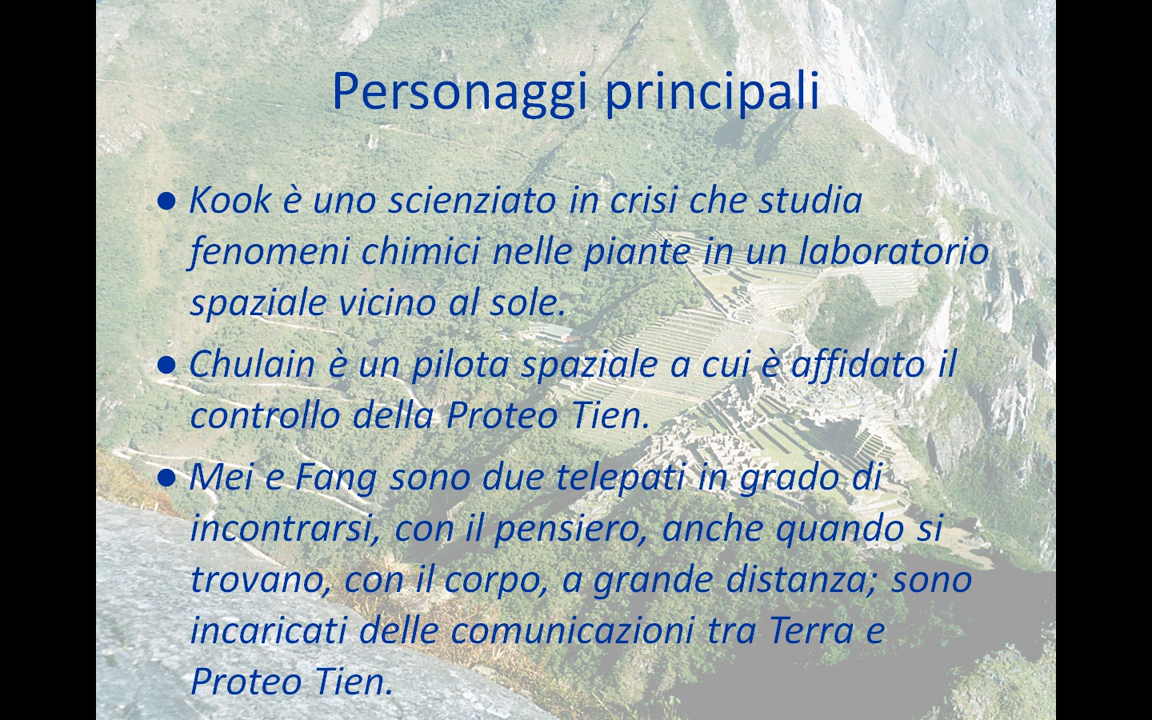 Personaggi principali
● Kook è uno scienziato in crisi che studia
fenomeni chimici nelle piante in un laboratorio
spaziale vicino al sole.
● Chulain è un pilota spaziale a cui è affidato il
controllo della Proteo Tien.
● Mei e Fang sono due telepati in grado di
incontrarsi, con il pensiero, anche quando si
trovano, con il corpo, a grande distanza; sono
incaricati delle comunicazioni tra Terra e
Proteo Tien.